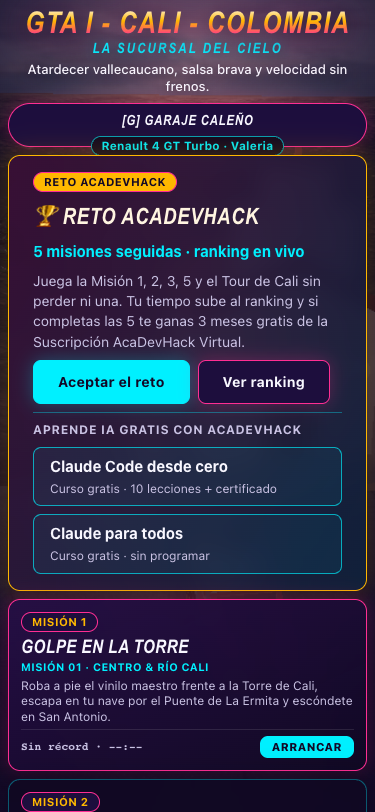 GTA I - CALI - COLOMBIA
LA SUCURSAL DEL CIELO
Atardecer vallecaucano, salsa brava y velocidad sin
frenos.
[G] GARAJE CALEÑO
Renault 4 GT Turbo · Valeria
RETO ACADEVHACK
🏆 RETO ACADEVHACK
5 misiones seguidas · ranking en vivo
Juega la Misión 1, 2, 3, 5 y el Tour de Cali sin
perder ni una. Tu tiempo sube al ranking y si
completas las 5 te ganas 3 meses gratis de la
Suscripción AcaDevHack Virtual.
Aceptar el reto
Ver ranking
APRENDE IA GRATIS CON ACADEVHACK
Claude Code desde cero
Curso gratis · 10 lecciones + certificado
Claude para todos
Curso gratis · sin programar
MISIÓN 1
GOLPE EN LA TORRE
MISIÓN 01 · CENTRO & RÍO CALI
Roba a pie el vinilo maestro frente a la Torre de Cali,
escapa en tu nave por el Puente de La Ermita y escóndete
en San Antonio.
Sin récord · --:--
ARRANCAR
MISIÓN 2